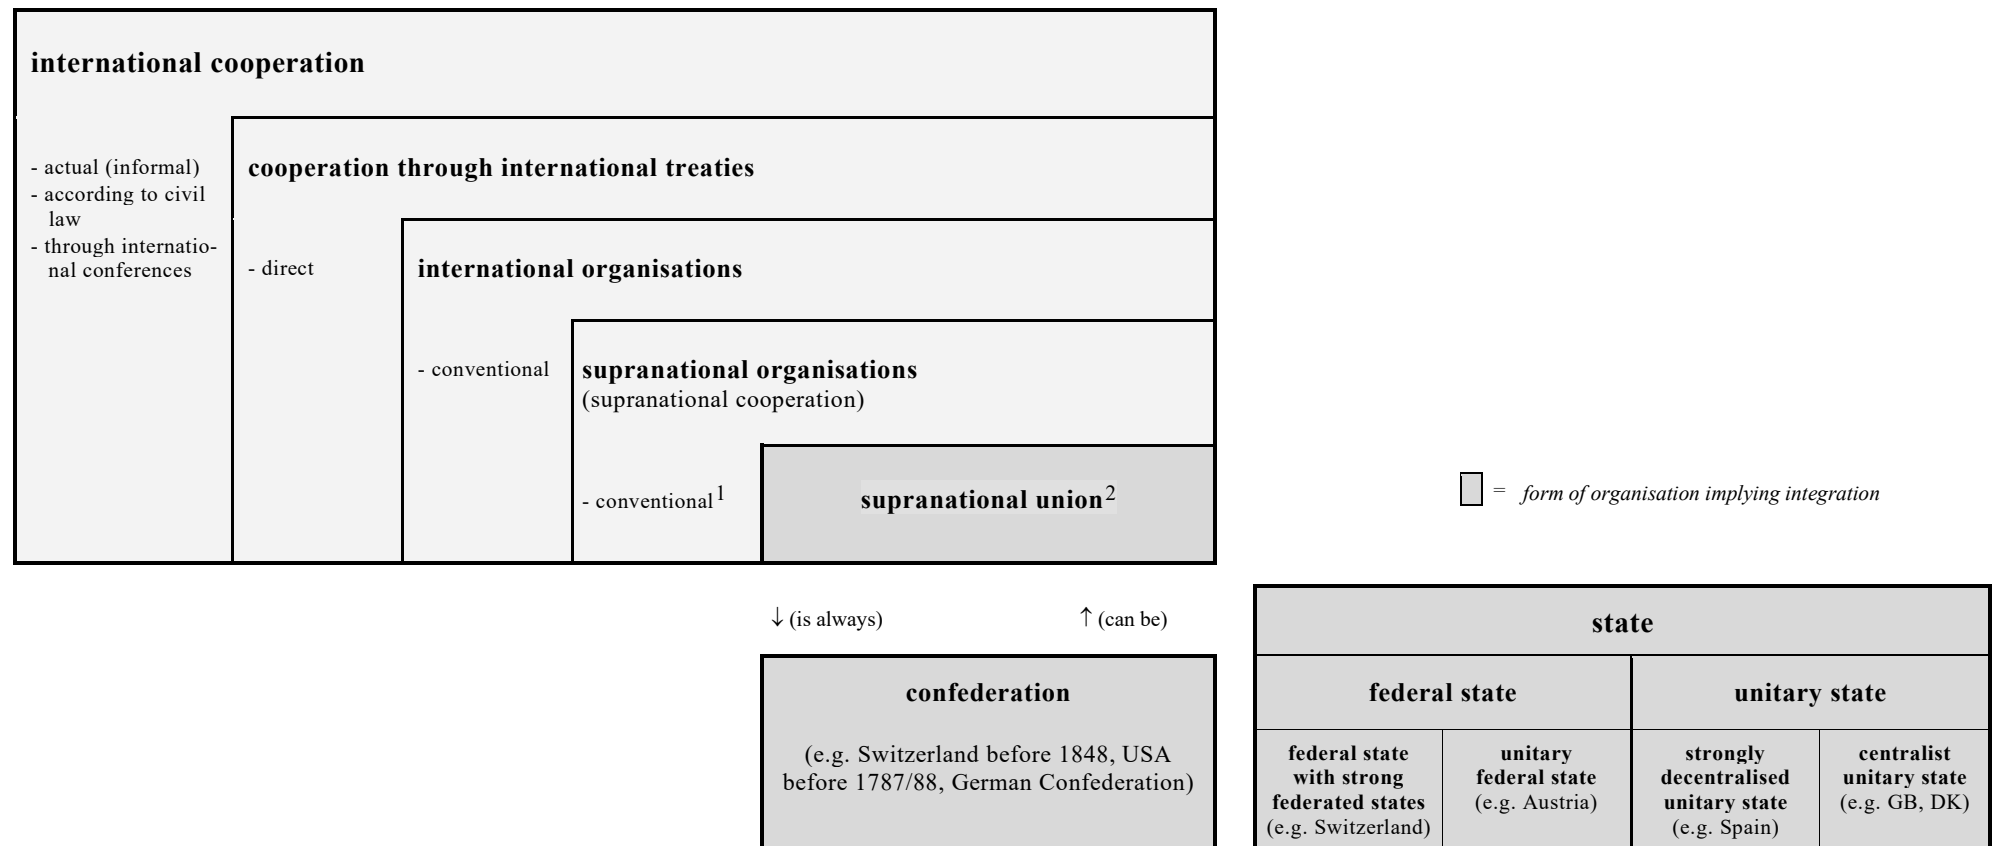 international cooperation
- actual (informal)
- according to civil
law
- through internatio-
nal conferences
cooperation through international treaties
- direct
international organisations
- conventional
supranational organisations
(supranational cooperation)
- conventional1
supranational union2
= form of organisation implying integration
↓ (is always)
↑ (can be)
confederation
(e.g. Switzerland before 1848, USA
before 1787/88, German Confederation)
state
federal state
unitary state
federal state
with strong
federated states
(e.g. Switzerland)
unitary
federal state
(e.g. Austria)
strongly
decentralised
unitary state
(e.g. Spain)
centralist
unitary state
(e.g. GB, DK)